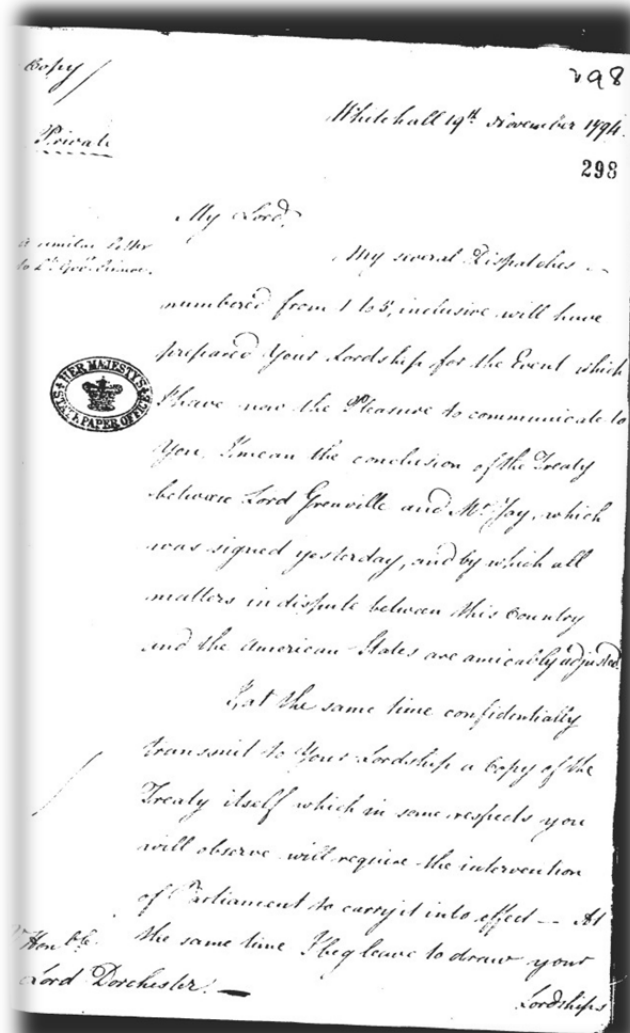 Copy/
298
Whitehall 19th November 1794.
Private
298
My Lord,
a similar Letter
to Lt. Govr. Simcoe.
My several Dispatches –
numbered from 1 to 5, inclusive will have
prepared Your Lordship for the Event which
HER MAJESTY'S
STATE PAPER OFFICE
I have now the Pleasure to communicate to
You. I mean the conclusion of the Treaty
between Lord Grenville and Mr. Jay, which
was signed yesterday, and by which all
matters in dispute between this Country
and the American States are amicably adjusted.
I, at the same time confidentially
transmit to Your Lordship a Copy of the
Treaty itself which in some respects you
will observe will require the intervention
of Parliament to carry it into effect – At
the same time I beg leave to draw your
Honble.
Lord Dorchester. –
Lordships